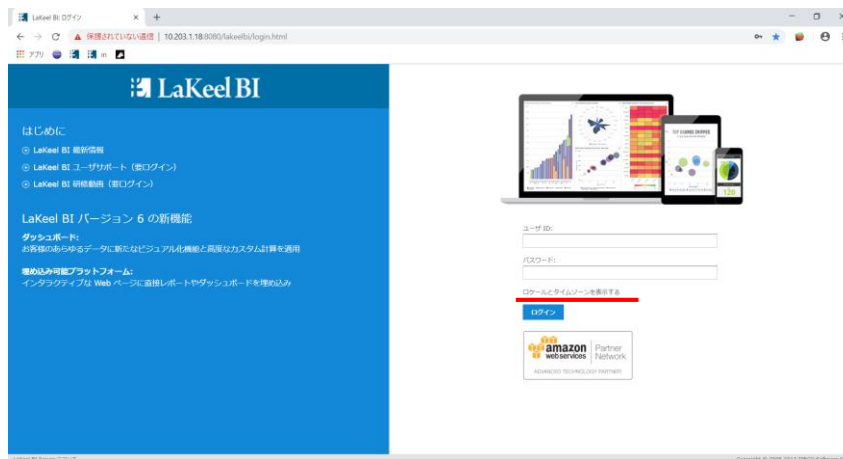 LaKeel BI: ログイン
保護されていない通信 | 10.203.1.18:8080/lakeelbi/login.html
アプリ
in
LaKeel BI
はじめに
LaKeel BI 最新情報
LaKeel BI ユーザサポート（要ログイン）
LaKeel BI 研修動画（要ログイン）
LaKeel BI バージョン 6 の新機能
ダッシュボード:
お客様のあらゆるデータに新たなビジュアル化機能と高度なカスタム計算を適用
埋め込み可能プラットフォーム:
インタラクティブな Web ページに直接レポートやダッシュボードを埋め込み
TOP CHANGE SKIPPER
120
ユーザ ID:
パスワード:
ロケールとタイムゾーンを表示する
ログイン
amazon
web services
Partner
Network
ADVANCED TECHNOLOGY PARTNER